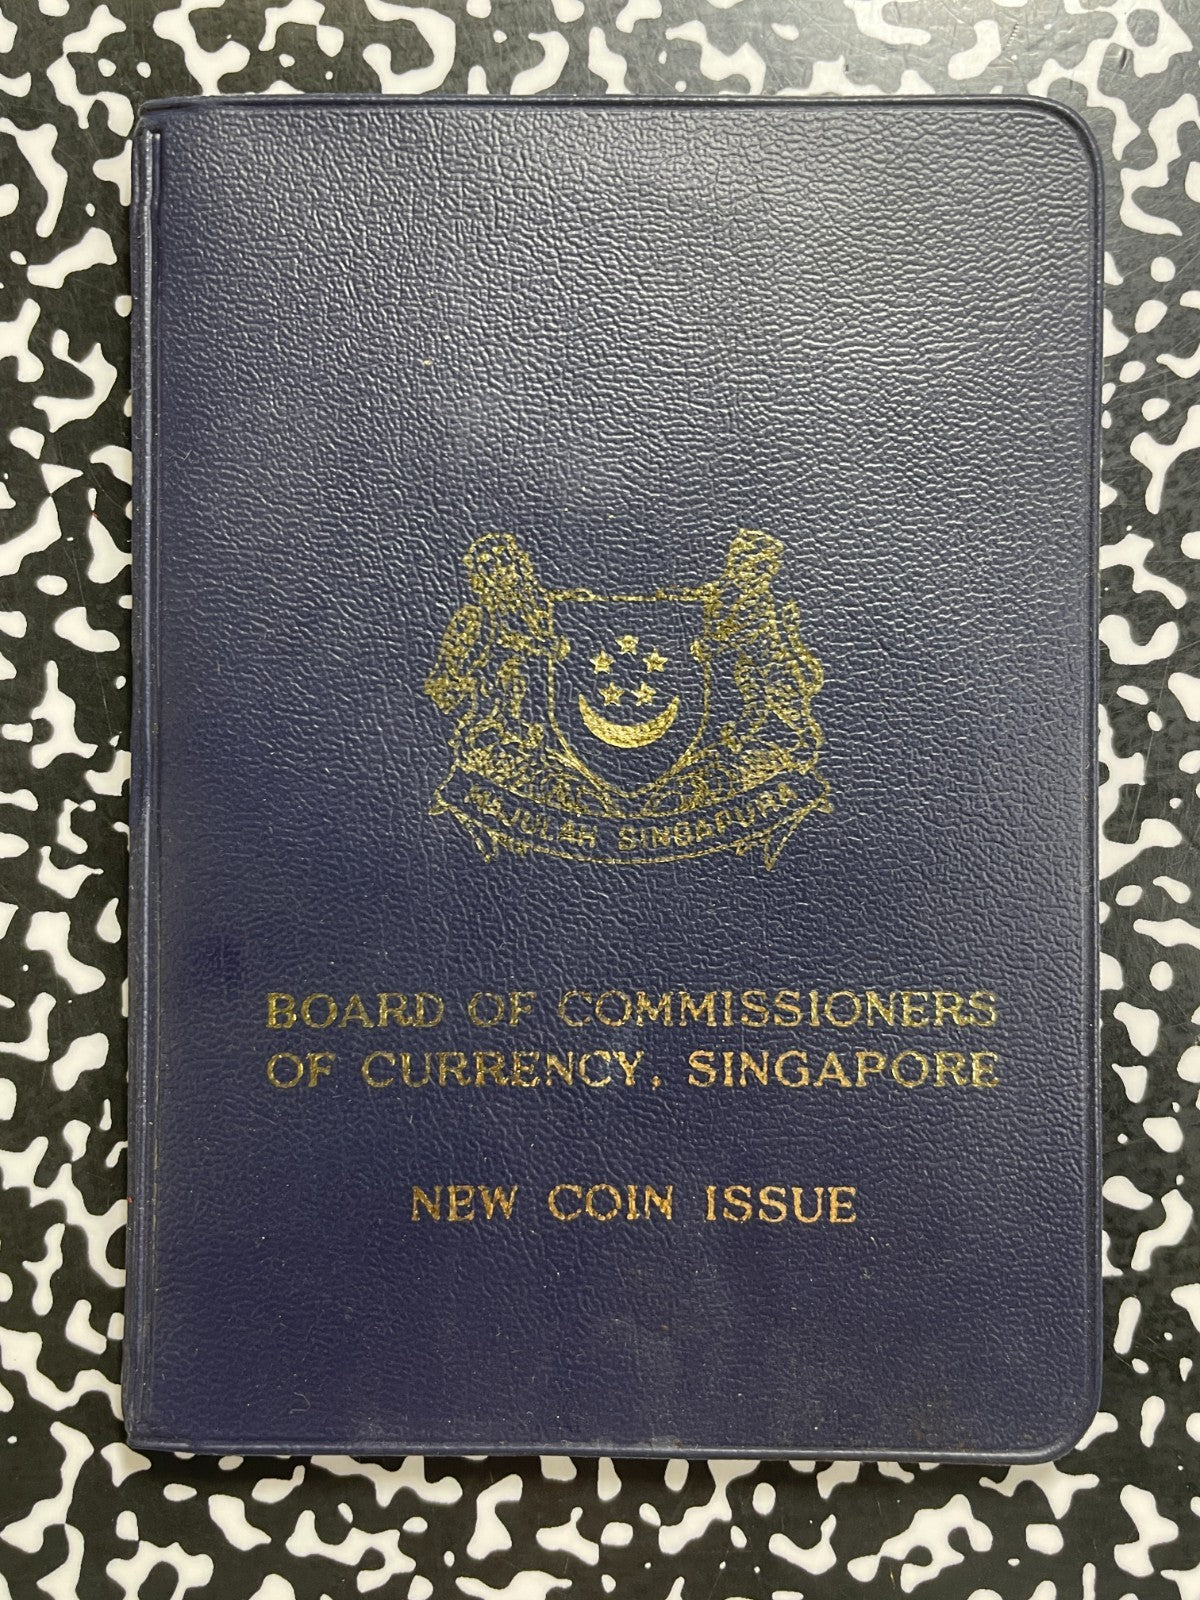 MAJULAH SINGAPURA
BOARD OF COMMISSIONERS
OF CURRENCY, SINGAPORE
NEW COIN ISSUE